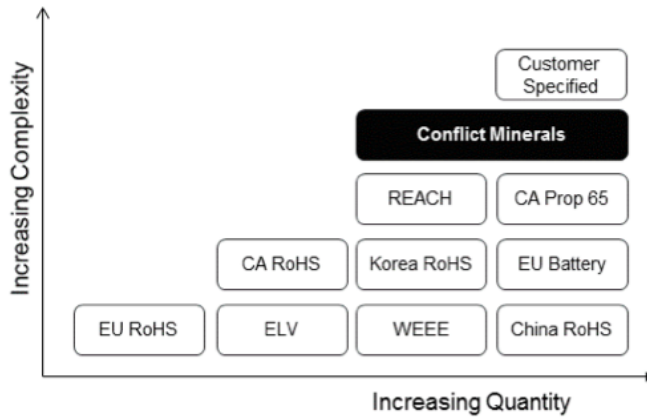 Increasing Complexity
Customer
Specified
Conflict Minerals
REACH
CA Prop 65
CA RoHS
Korea RoHS
EU Battery
EU RoHS
ELV
WEEE
China RoHS
Increasing Quantity